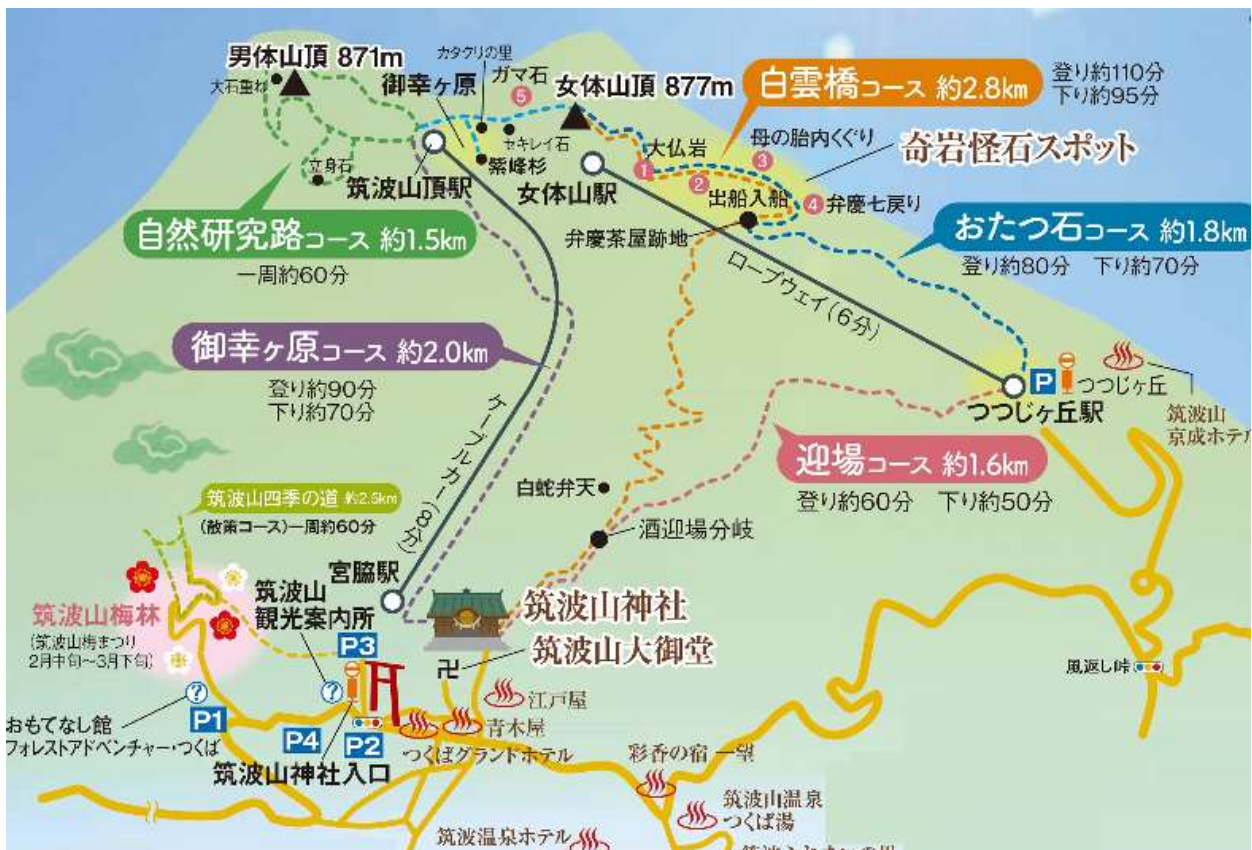 男体山頂 871m
大石重ね
カタクリの里
御幸ヶ原
ガマ石
5
女体山頂 877m
白雲橋コース 約2.8km
登り約110分
下り約95分
母の胎内くぐり
3
奇岩怪石スポット
セキレイ石
紫峰杉
大仏岩
1
2
出船入船
4
弁慶七戻り
立身石
筑波山頂駅
女体山駅
弁慶茶屋跡地
自然研究路コース 約1.5km
一周約60分
おたつ石コース 約1.8km
登り約80分 下り約70分
ロープウェイ(6分)
御幸ヶ原コース 約2.0km
登り約90分
下り約70分
ケーブルカー(8分)
P
つつじヶ丘
つつじヶ丘駅
筑波山
京成ホテル
迎場コース 約1.6km
登り約60分 下り約50分
白蛇弁天
酒迎場分岐
筑波山四季の道 約2.5km
(散策コース)一周約60分
宮脇駅
筑波山
観光案内所
筑波山神社
筑波山大御堂
卍
筑波山梅林
(筑波山梅まつり
2月中旬~3月下旬)
P3
?
?
おもてなし館
フォレストアドベンチャー・つくば
P1
P4
P2
筑波山神社入口
江戸屋
青木屋
つくばグランドホテル
風返し峠
彩香の宿 一望
筑波山温泉
つくば湯
筑波温泉ホテル